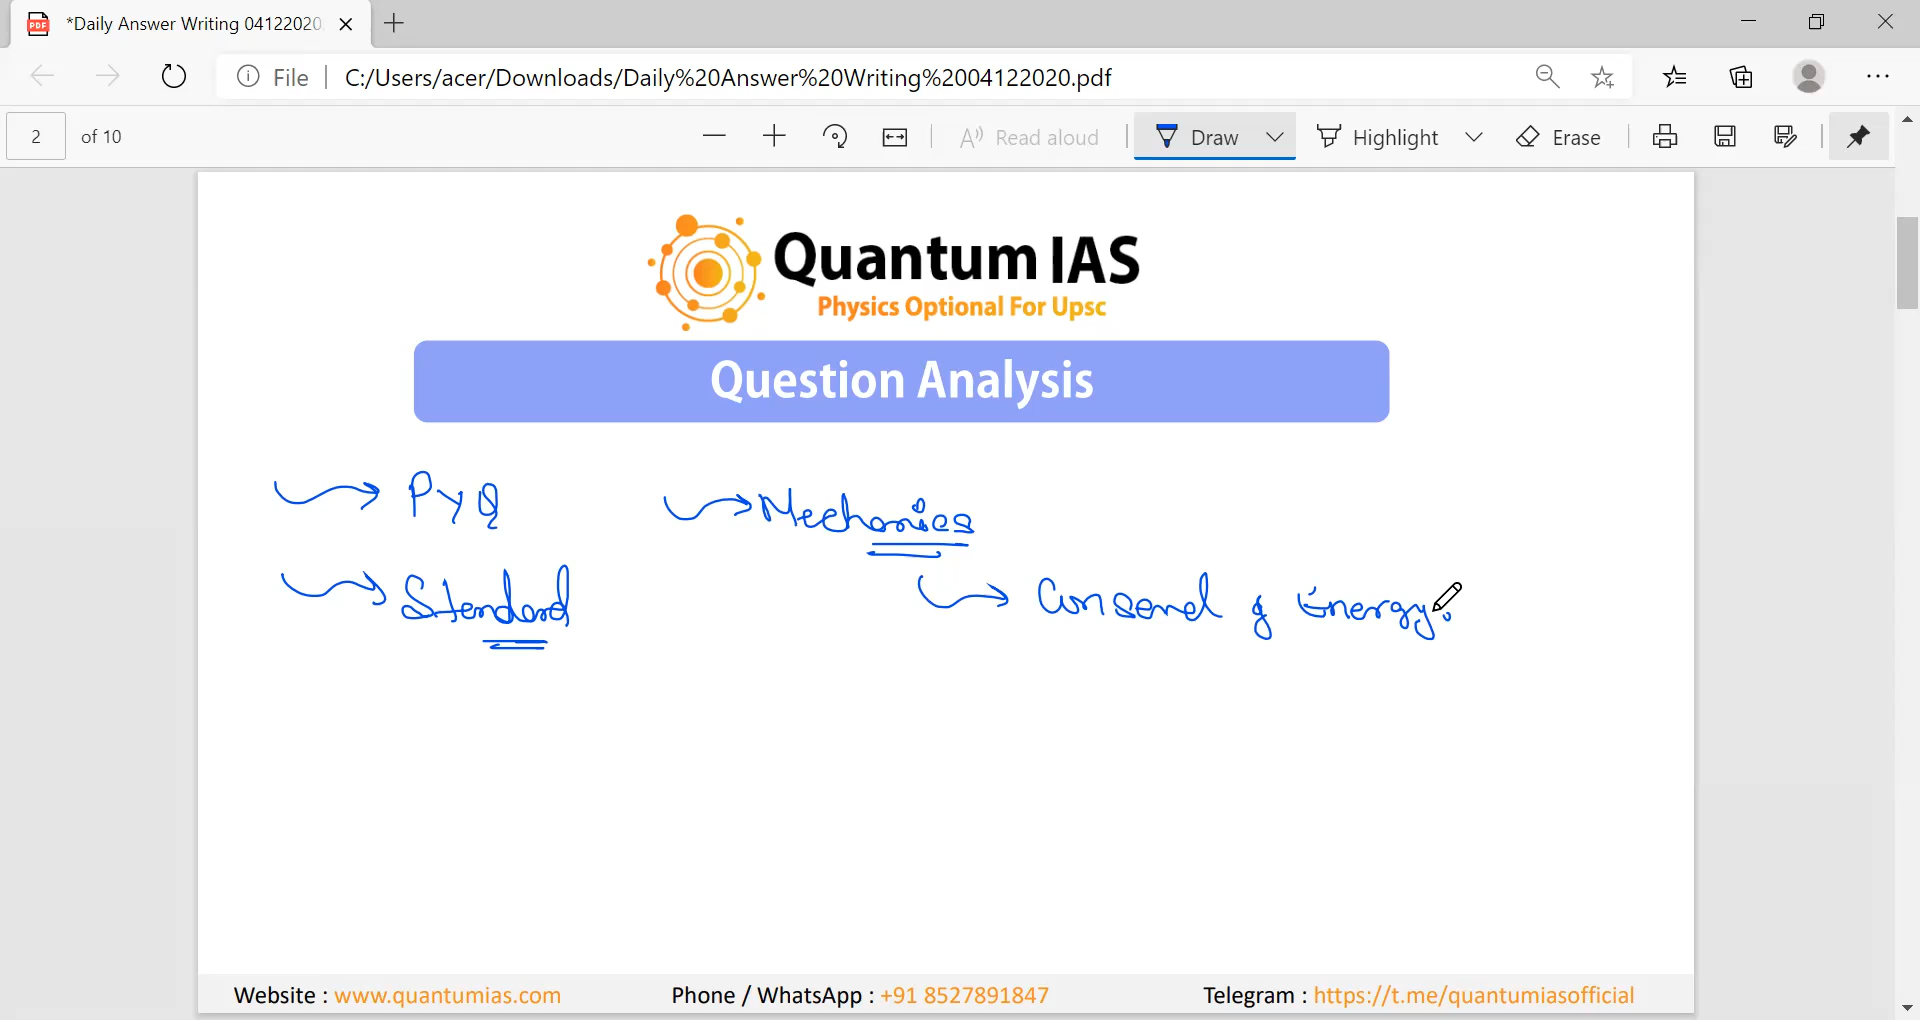 *Daily Answer Writing 04122020
File C:/Users/acer/Downloads/Daily%20Answer%20Writing%2004122020.pdf
2 of 10 Read aloud Draw Highlight Erase
Quantum IAS
Physics Optional For Upsc
Question Analysis
PYQ Mechanics
Standard Conservd of Energy.
Website : www.quantumias.com Phone / WhatsApp : +91 8527891847 Telegram : https://t.me/quantumiasofficial